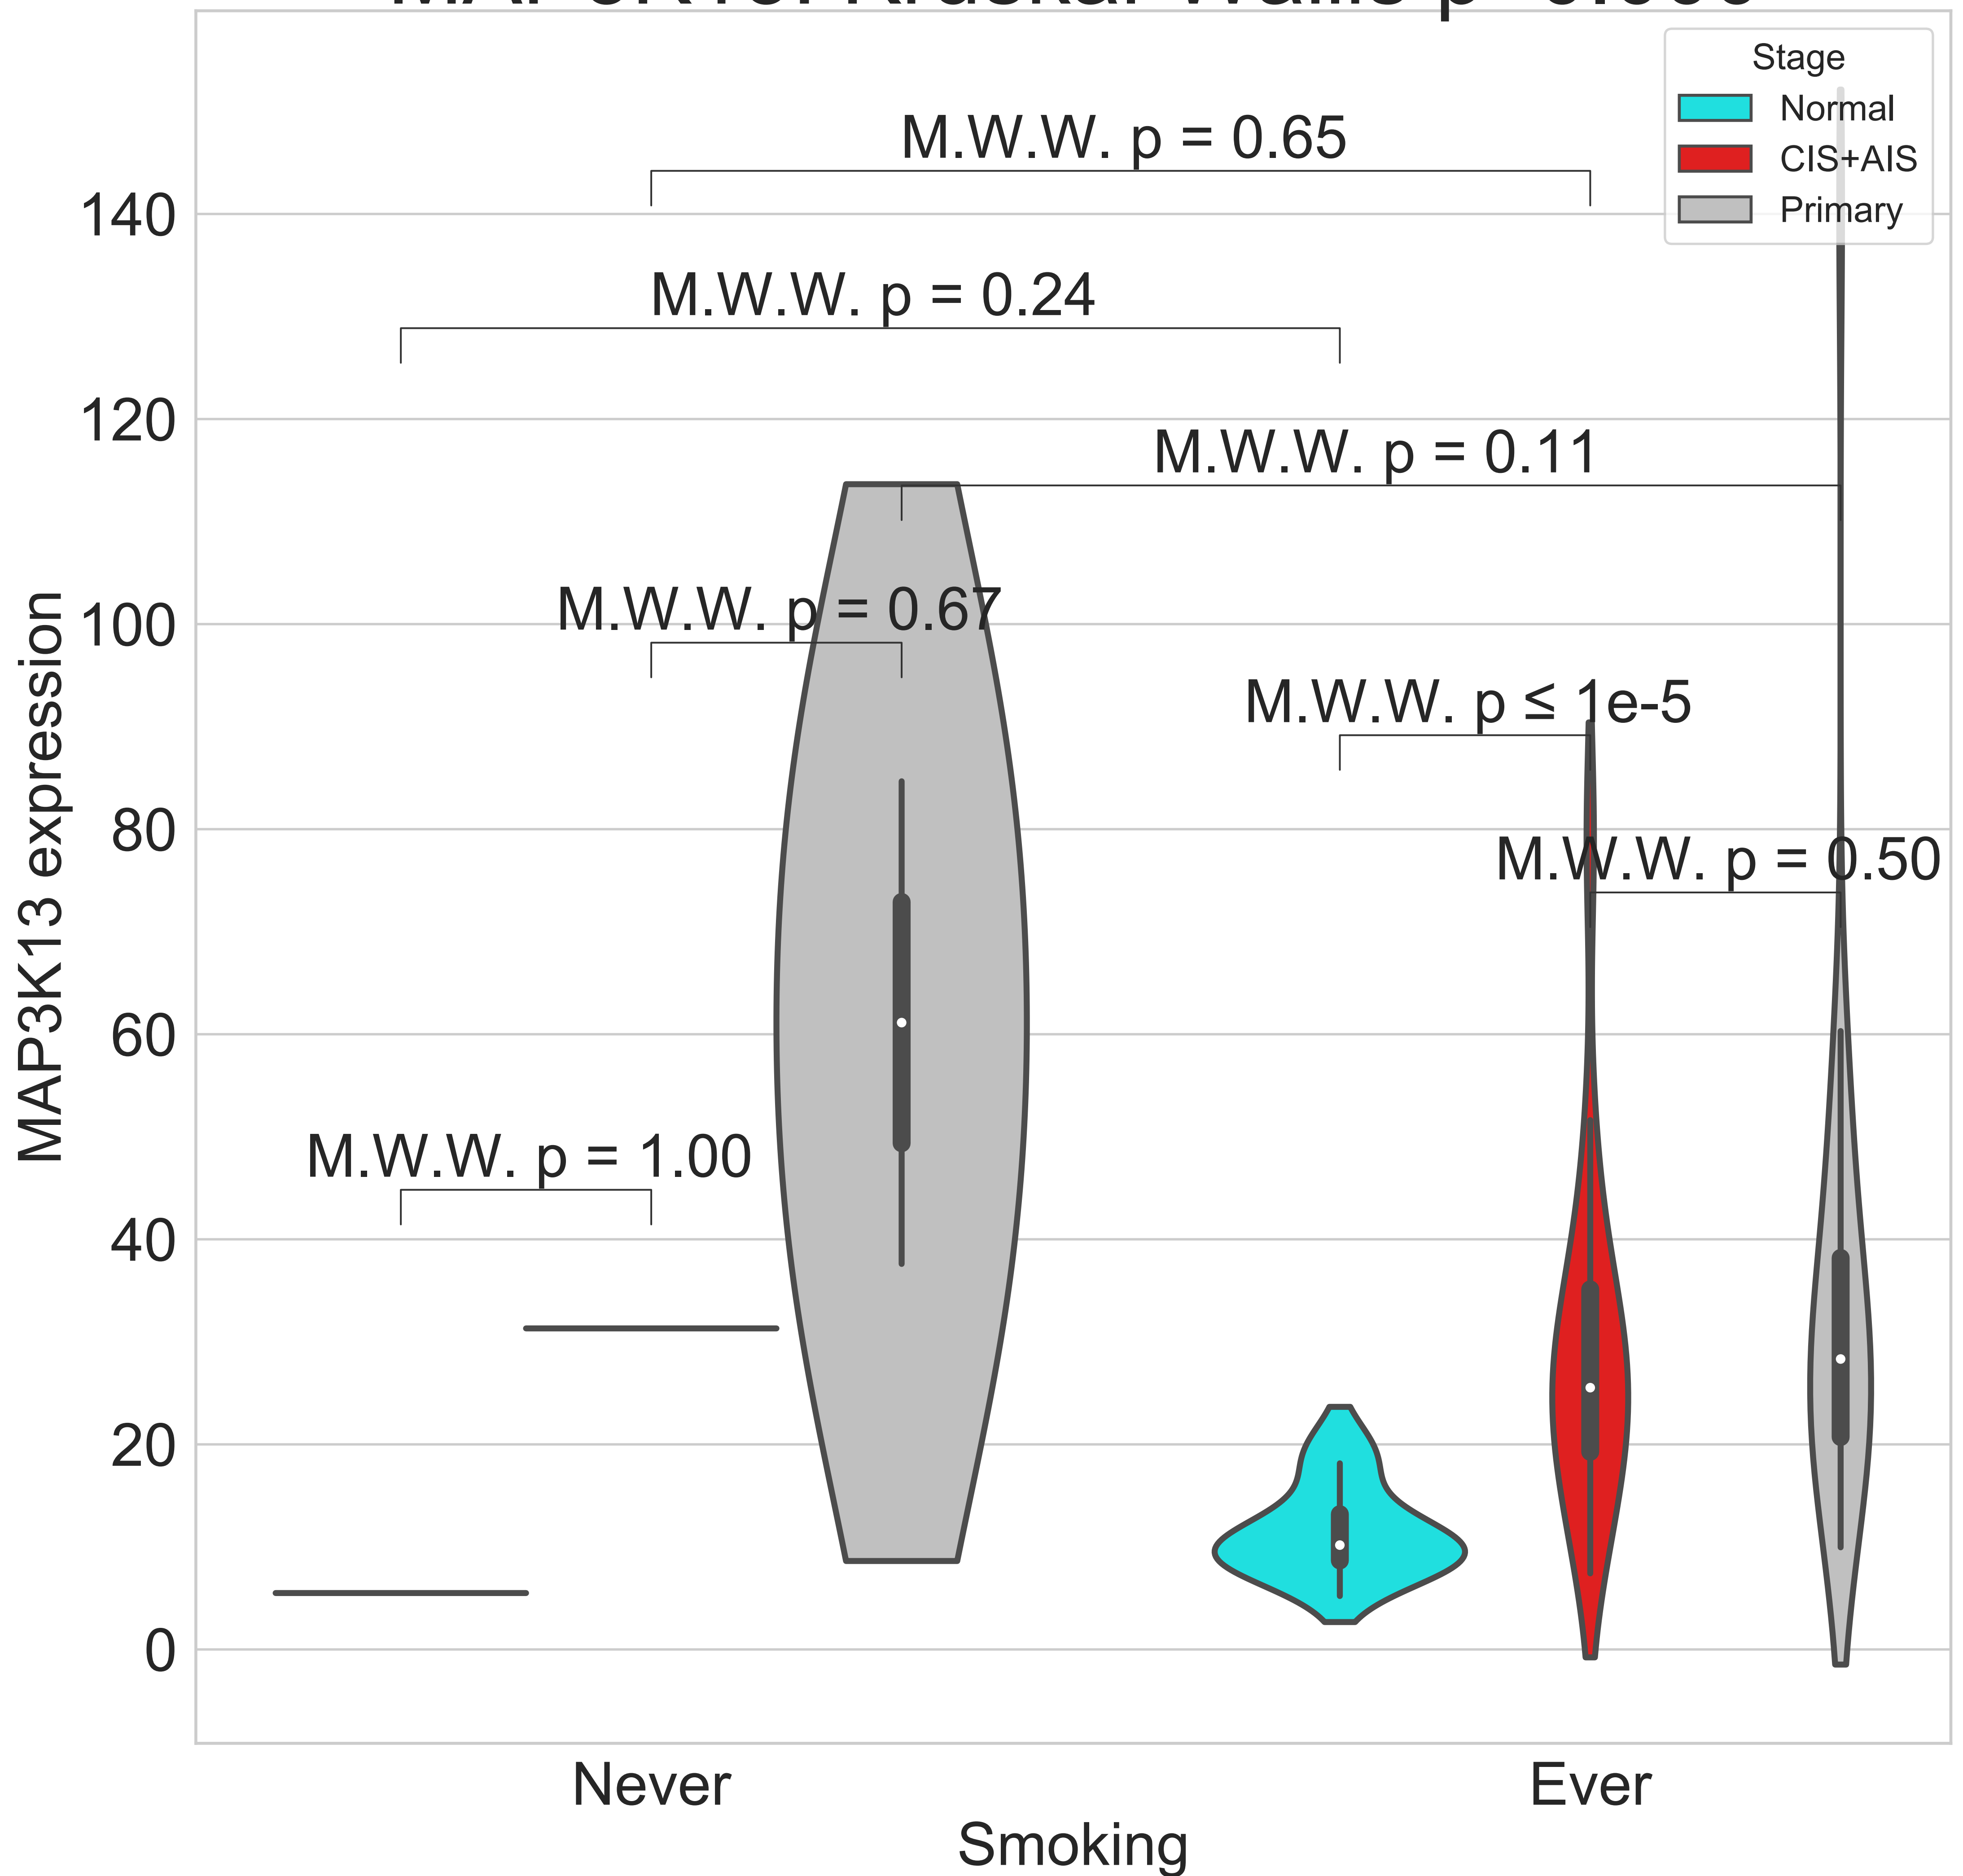 Stage
Normal
CIS+AIS
Primary
M.W.W. p = 0.65
M.W.W. p = 0.24
M.W.W. p = 0.11
M.W.W. p = 0.67
M.W.W. p ≤ 1e-5
M.W.W. p = 0.50
M.W.W. p = 1.00
140
120
100
80
60
40
20
0
MAP3K13 expression
Never
Ever
Smoking